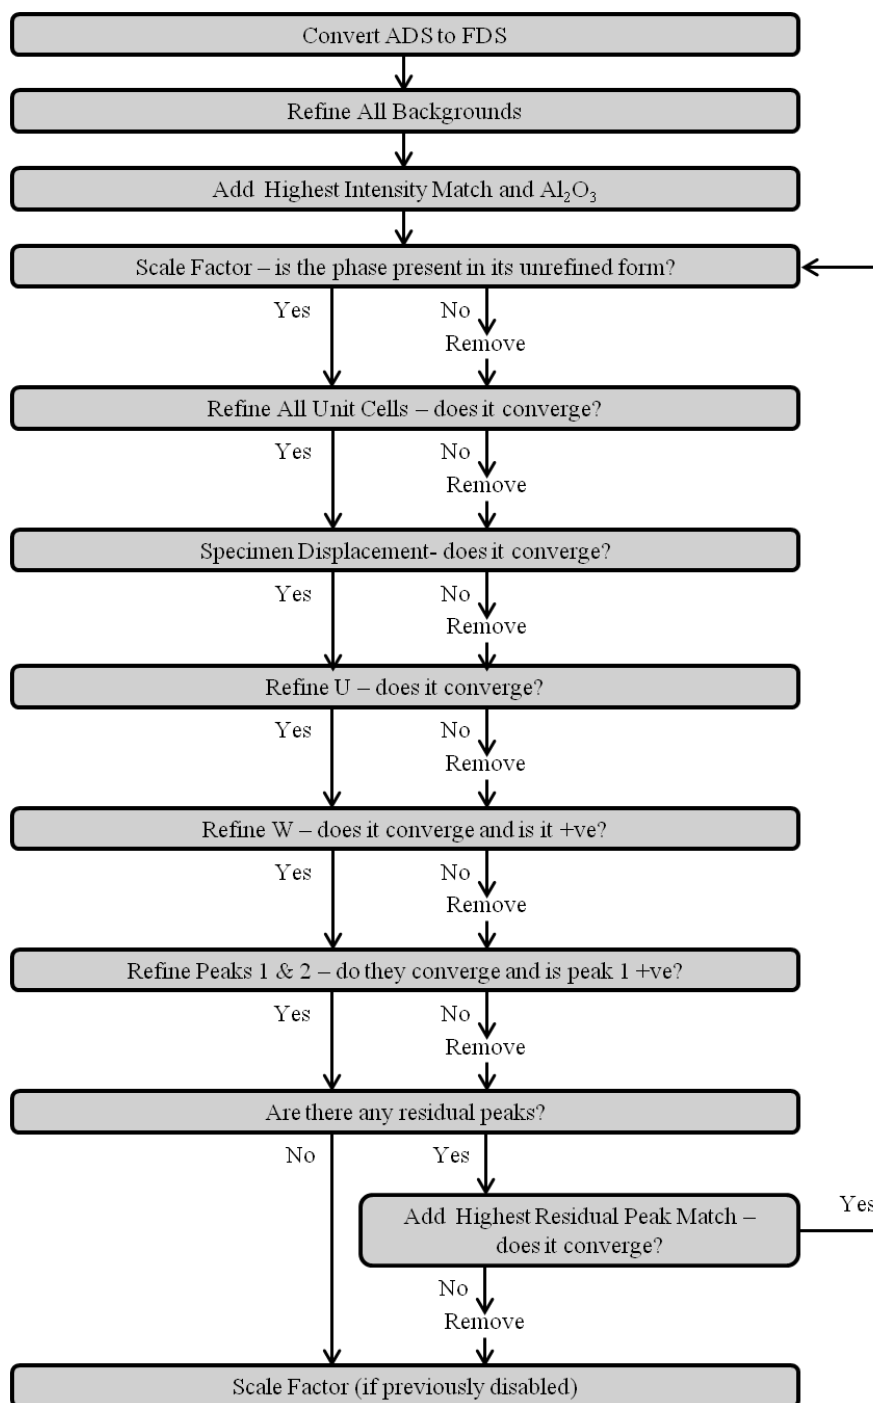 Convert ADS to FDS
Refine All Backgrounds
Add Highest Intensity Match and Al₂O₃
Scale Factor – is the phase present in its unrefined form?
Yes
No
Remove
Refine All Unit Cells – does it converge?
Yes
No
Remove
Specimen Displacement- does it converge?
Yes
No
Remove
Refine U – does it converge?
Yes
No
Remove
Refine W – does it converge and is it +ve?
Yes
No
Remove
Refine Peaks 1 & 2 – do they converge and is peak 1 +ve?
Yes
No
Remove
Are there any residual peaks?
No
Yes
Add Highest Residual Peak Match –
does it converge?
Yes
No
Remove
Scale Factor (if previously disabled)